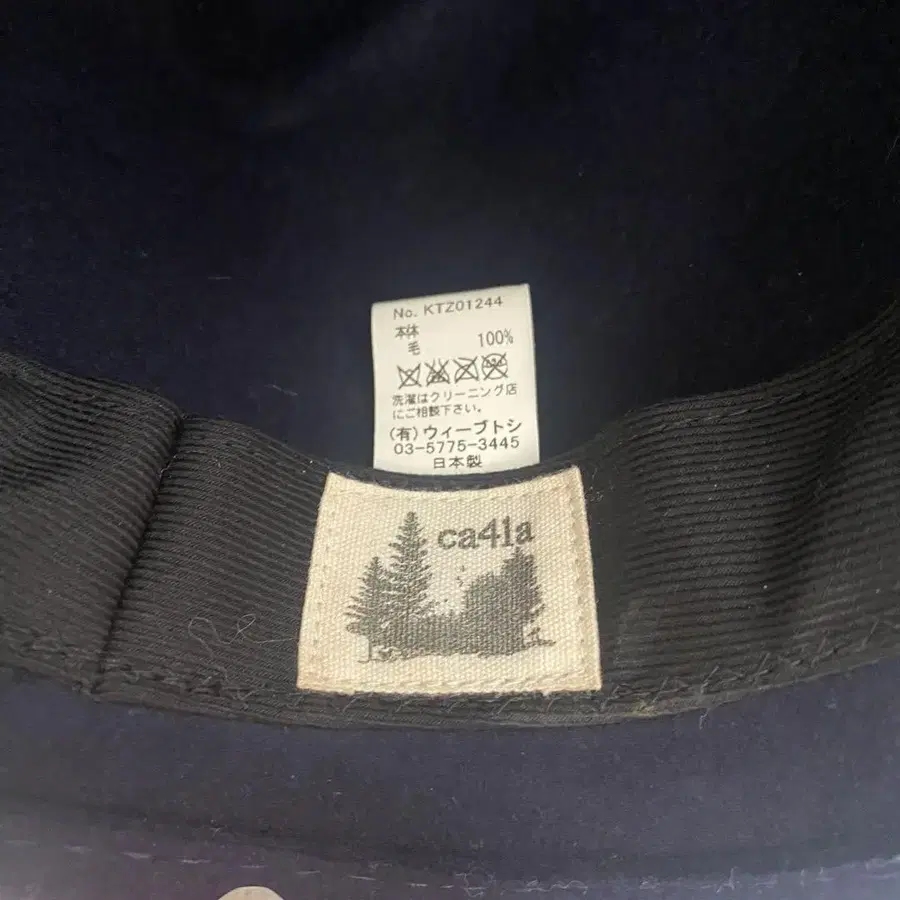 No. KTZ01244
本体
毛 100%
洗濯はクリーニング店
にご相談下さい。
(有)ウィーブトシ
03-5775-3445
日本製
ca4la